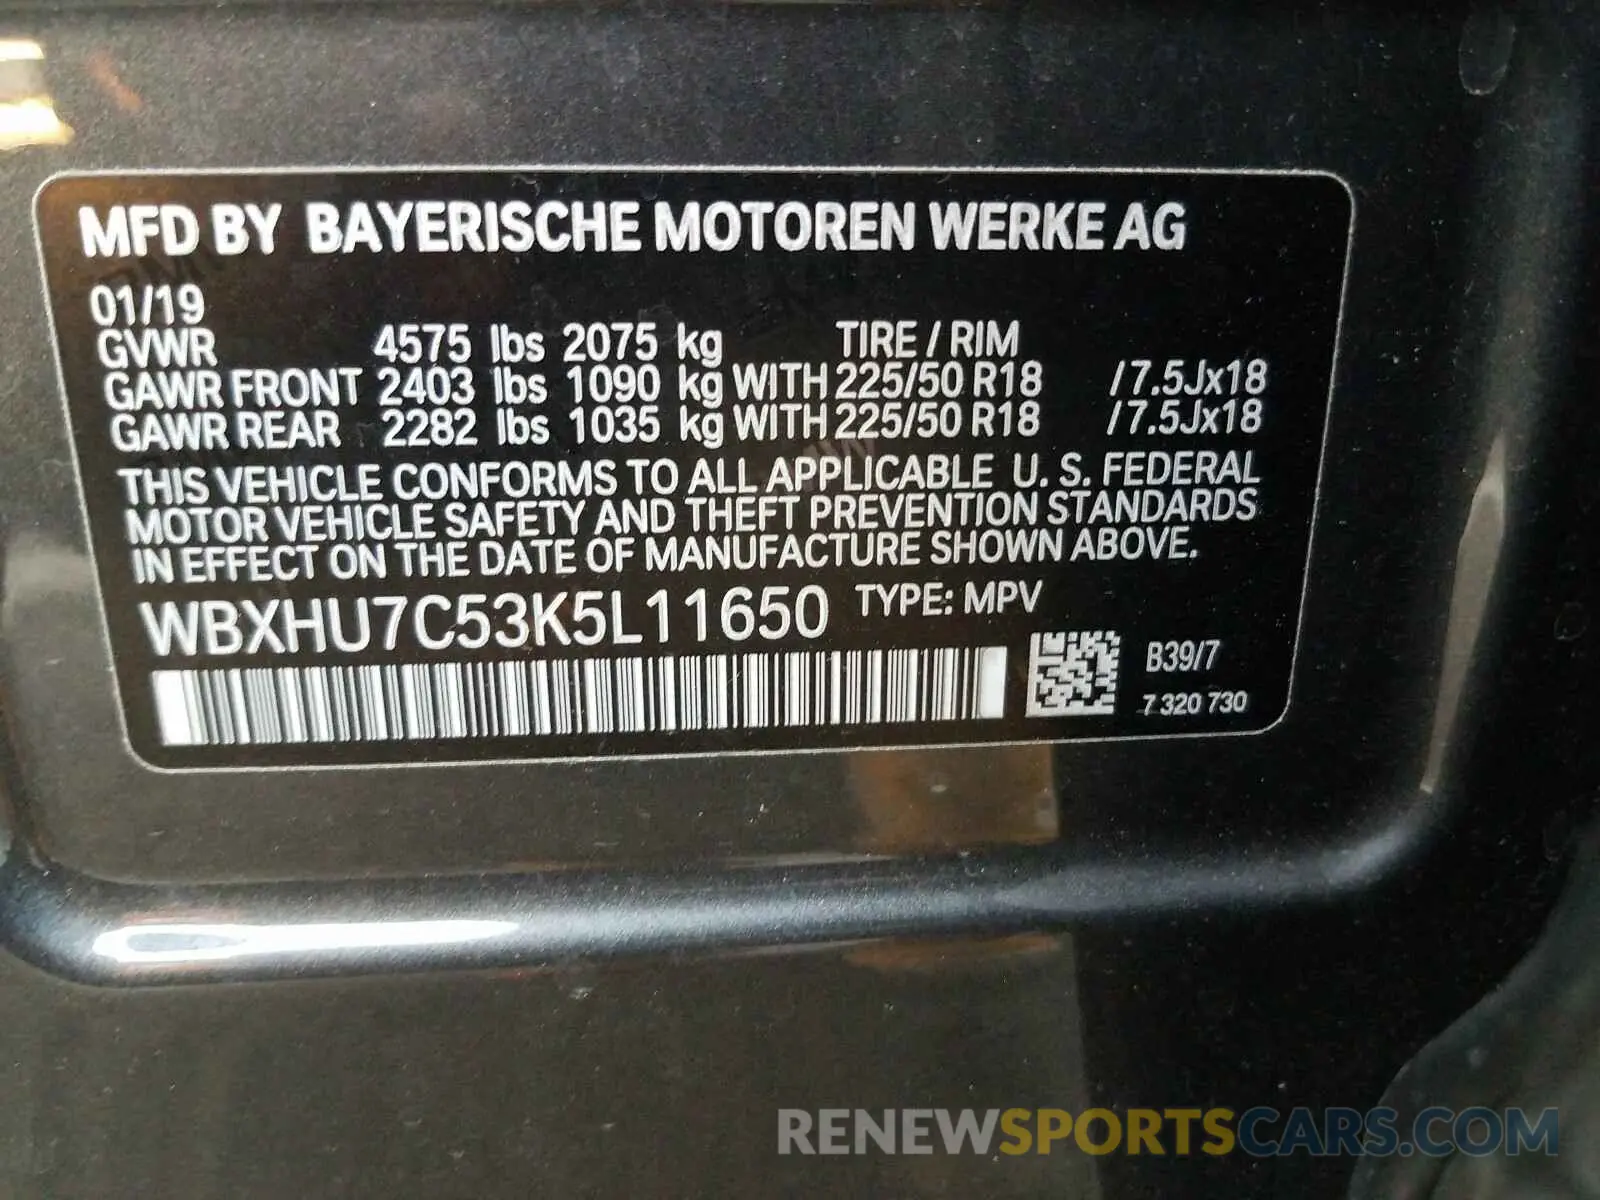 MFD BY BAYERISCHE MOTOREN WERKE AG
01/19
GVWR 4575 lbs 2075 kg TIRE / RIM
GAWR FRONT 2403 lbs 1090 kg WITH 225/50 R18 /7.5Jx18
GAWR REAR 2282 lbs 1035 kg WITH 225/50 R18 /7.5Jx18
THIS VEHICLE CONFORMS TO ALL APPLICABLE U. S. FEDERAL
MOTOR VEHICLE SAFETY AND THEFT PREVENTION STANDARDS
IN EFFECT ON THE DATE OF MANUFACTURE SHOWN ABOVE.
WBXHU7C53K5L11650 TYPE: MPV
B39/7
7 320 730
RENEWSPORTSCARS.COM